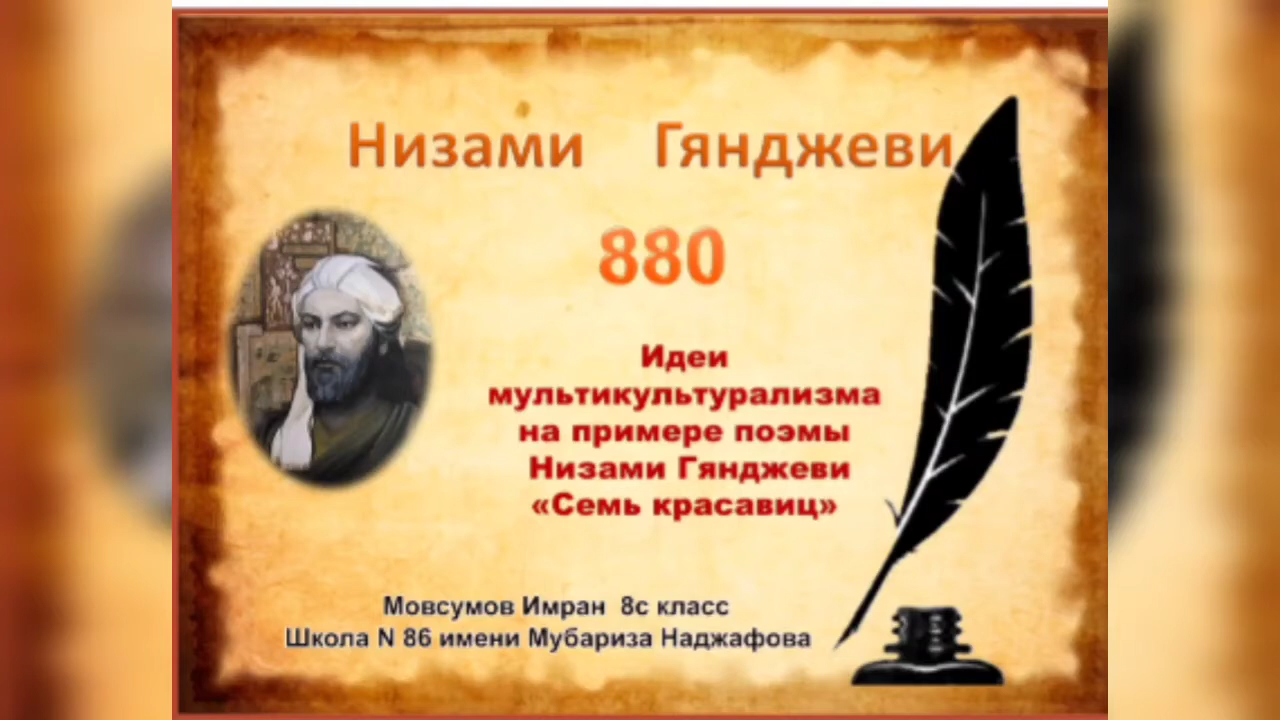 Низами Гянджеви
880
Идеи
мультикультурализма
на примере поэмы
Низами Гянджеви
«Семь красавиц»
Мовсумов Имран 8с класс
Школа N 86 имени Мубариза Наджафова